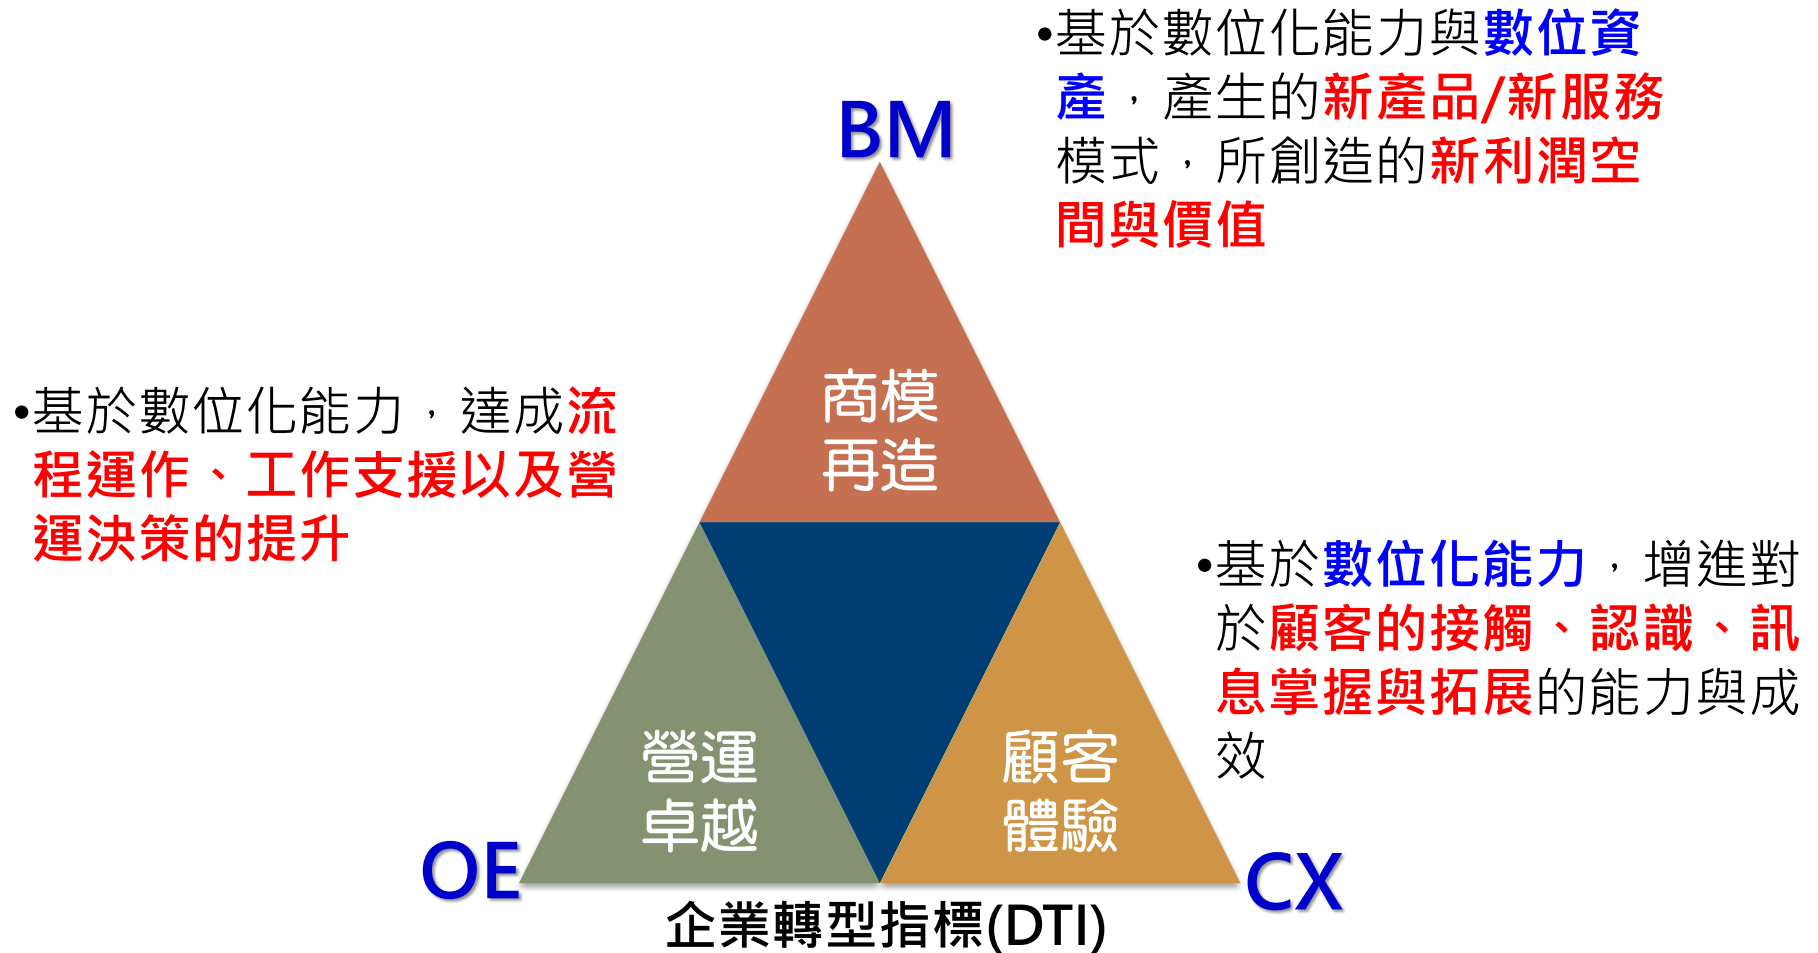 •基於數位化能力與數位資
產，產生的新產品/新服務
模式，所創造的新利潤空
間與價值
BM
商模
再造
•基於數位化能力，達成流
程運作、工作支援以及營
運決策的提升
•基於數位化能力，增進對
於顧客的接觸、認識、訊
息掌握與拓展的能力與成
效
營運
卓越
顧客
體驗
OE
CX
企業轉型指標(DTI)